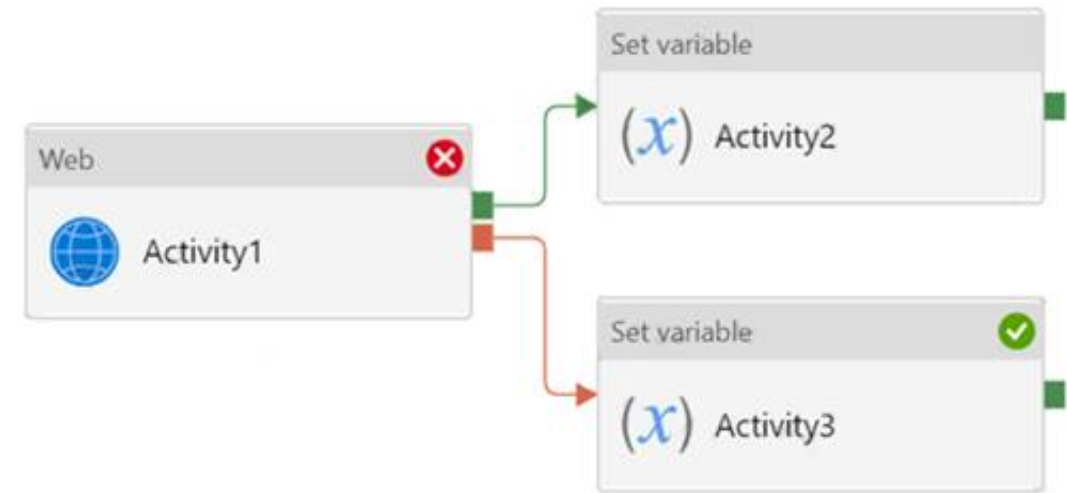 Set variable
(x) Activity2
Web
Activity1
Set variable
(x) Activity3